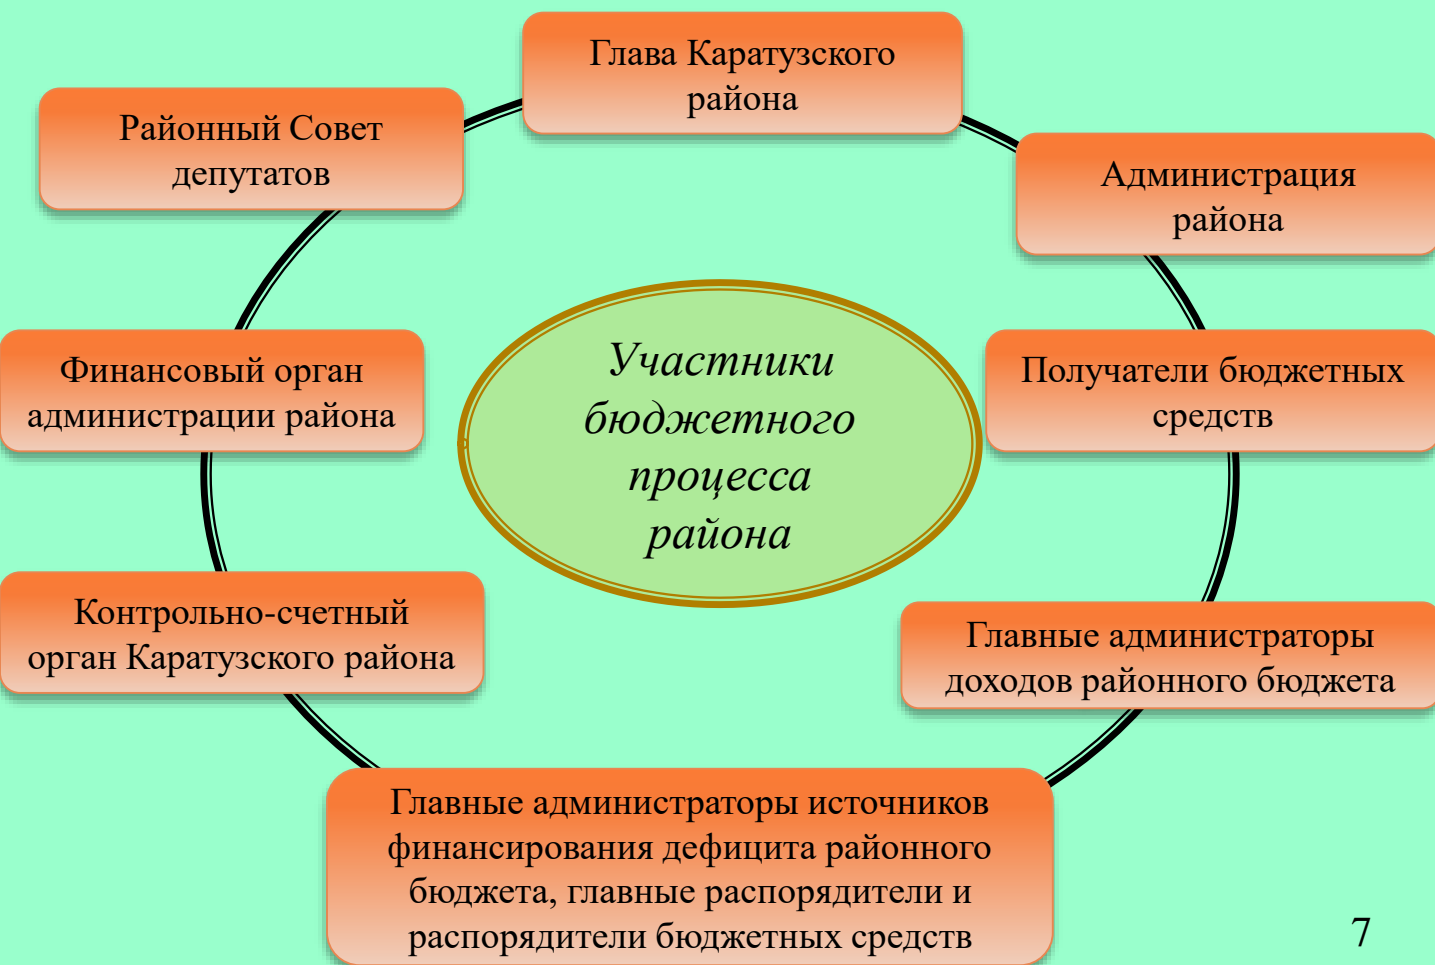 Глава Каратузского
района
Районный Совет
депутатов
Администрация
района
Финансовый орган
администрации района
Участники
бюджетного
процесса
района
Получатели бюджетных
средств
Контрольно-счетный
орган Каратузского района
Главные администраторы
доходов районного бюджета
Главные администраторы источников
финансирования дефицита районного
бюджета, главные распорядители и
распорядители бюджетных средств
7